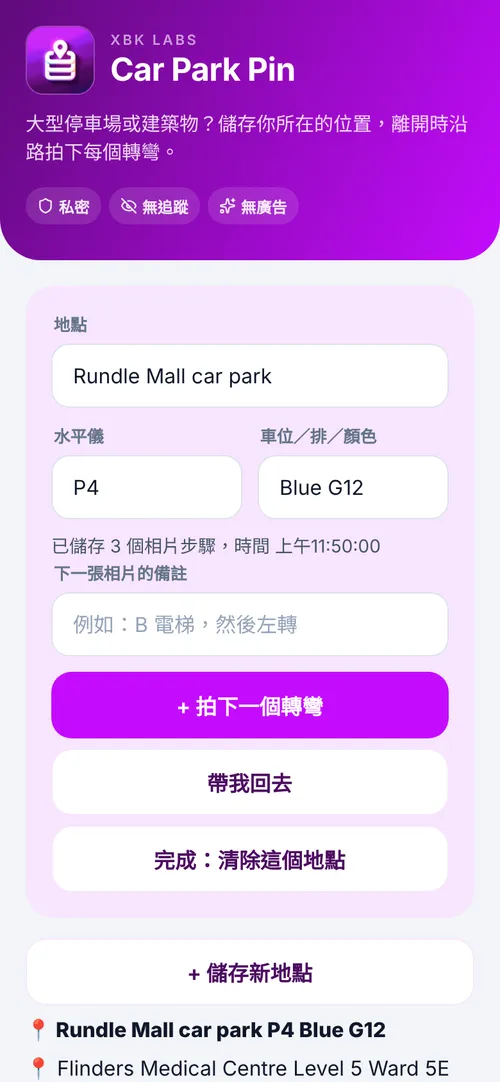 XBK LABS
Car Park Pin
大型停車場或建築物？儲存你所在的位置，離開時沿
路拍下每個轉彎。
私密
無追蹤
無廣告
地點
Rundle Mall car park
水平儀
車位／排／顏色
P4
Blue G12
已儲存 3 個相片步驟，時間 上午11:50:00
下一張相片的備註
例如：B 電梯，然後左轉
+ 拍下一個轉彎
帶我回去
完成：清除這個地點
+ 儲存新地點
Rundle Mall car park P4 Blue G12
Flinders Medical Centre Level 5 Ward 5E